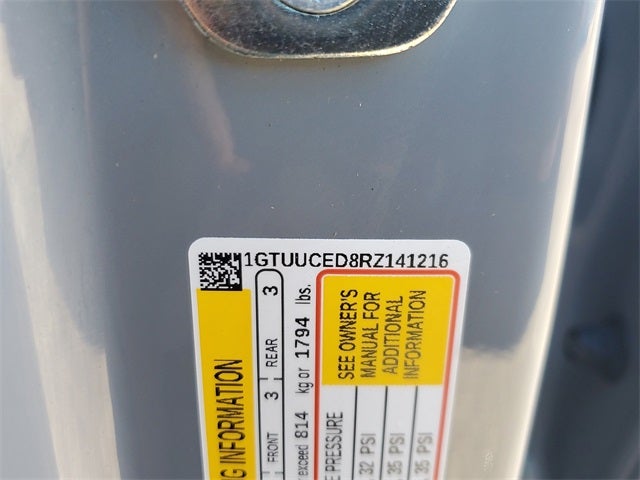 1GTUUCED8RZ141216
G INFORMATION
FRONT 3 REAR 3
exceed 814 kg or 1794 lbs.
PRESSURE
SEE OWNER'S
MANUAL FOR
ADDITIONAL
INFORMATION
32 PSI
35 PSI
35 PSI